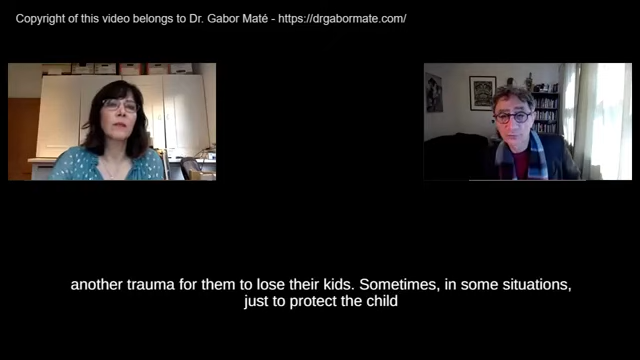 Copyright of this video belongs to Dr. Gabor Maté - https://drgabormate.com/
another trauma for them to lose their kids. Sometimes, in some situations,
just to protect the child